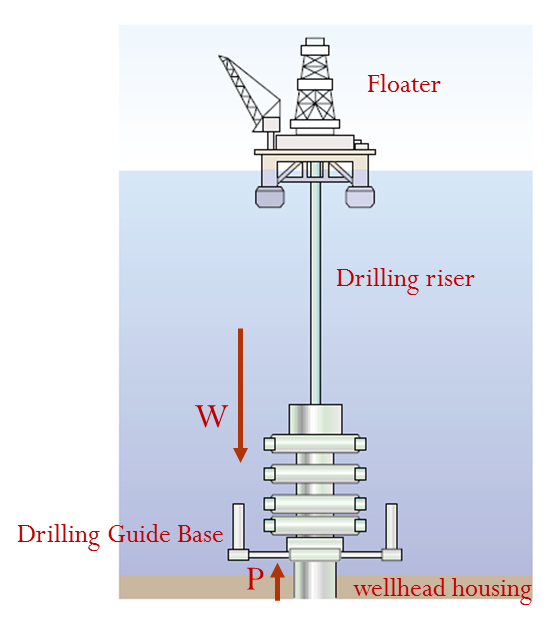 Floater
Drilling riser
W
Drilling Guide Base
P
wellhead housing